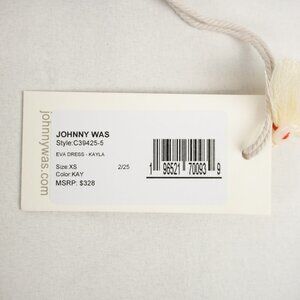 johnnywas.com
JOHNNY WAS
Style:C39425-5
EVA DRESS - KAYLA
Size:XS 2/25
Color:KAY
MSRP: $328
1 96521 70093 9